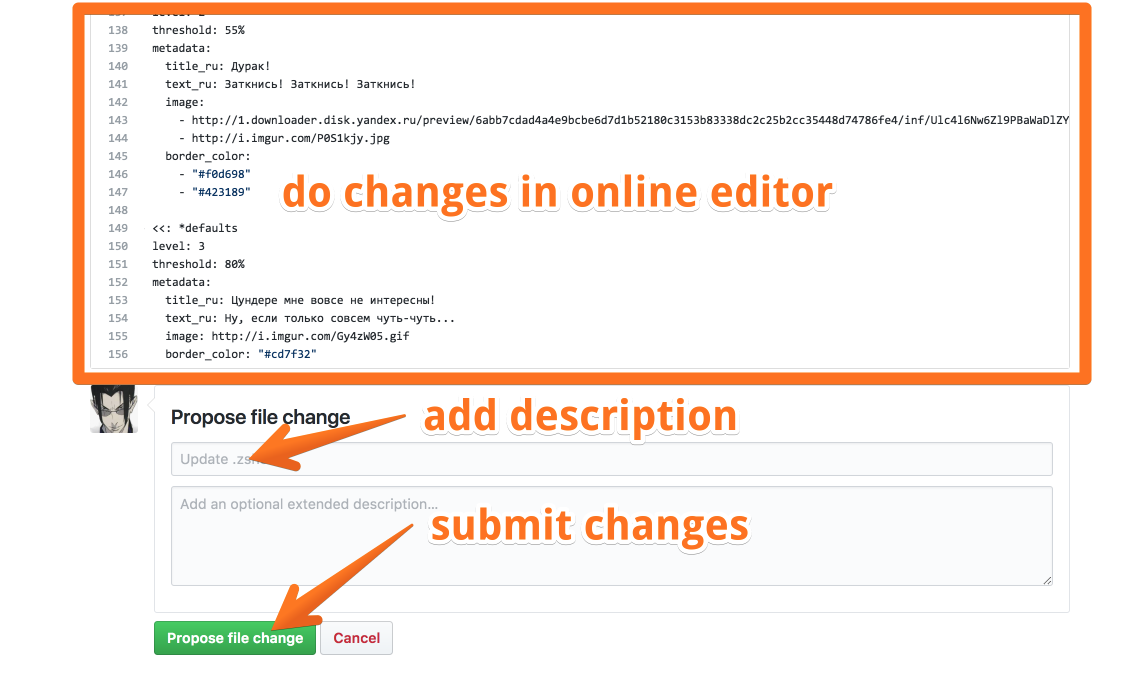 138 threshold: 55%
139 metadata:
140 title_ru: Дурак!
141 text_ru: Заткнись! Заткнись! Заткнись!
142 image:
143 - http://1.downloader.disk.yandex.ru/preview/6abb7cdad4a4e9bcbe6d7d1b52180c3153b83338dc2c25b2cc35448d74786fe4/inf/Ulc4l6Nw6Zl9PBaWaDlZY
144 - http://i.imgur.com/P0S1kjy.jpg
145 border_color:
146 - "#f0d698"
147 - "#423189"
do changes in online editor
148
149 <<: *defaults
150 level: 3
151 threshold: 80%
152 metadata:
153 title_ru: Цундере мне вовсе не интересны!
154 text_ru: Ну, если только совсем чуть-чуть...
155 image: http://i.imgur.com/Gy4zW05.gif
156 border_color: "#cd7f32"
Propose file change
add description
Update
Add an optional extended description…
submit changes
Propose file change
Cancel